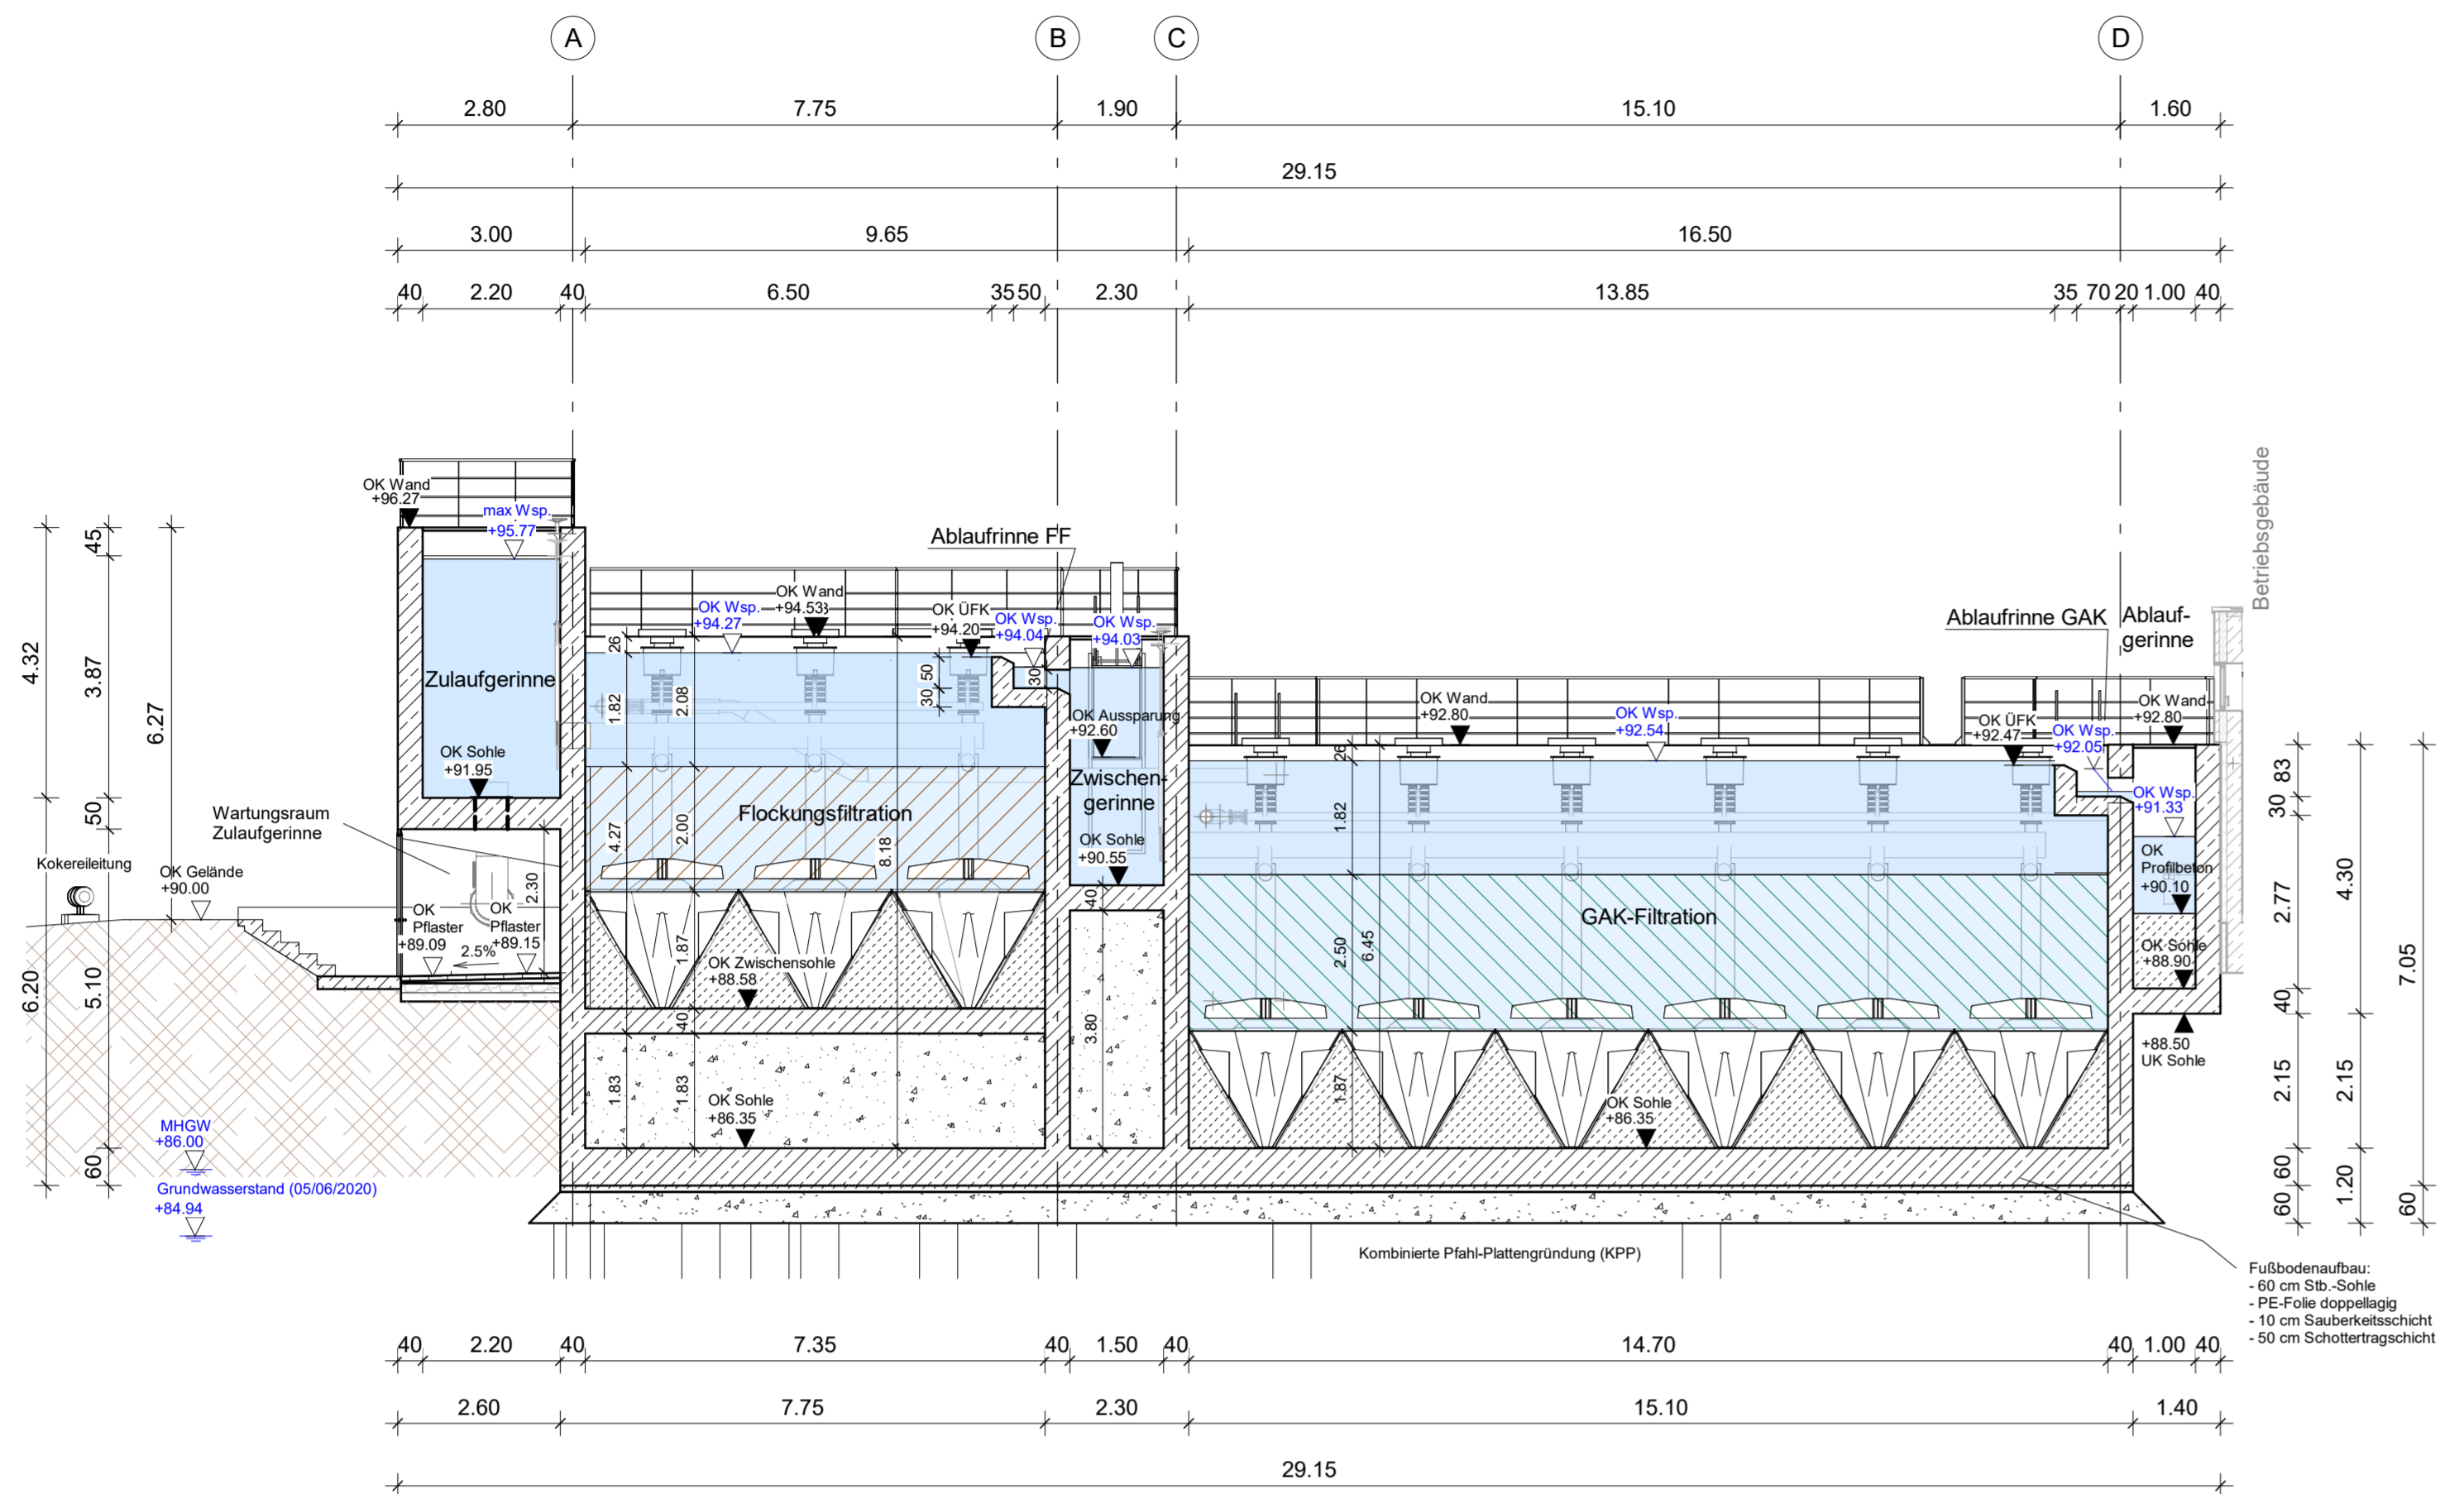 A
B
C
D
2.80
7.75
1.90
15.10
1.60
29.15
3.00
9.65
16.50
40
2.20
40
6.50
35
50
2.30
13.85
35
70
20
1.00
40
OK Wand
+96.27
max Wsp.
+95.77
Zulaufgerinne
OK Sohle
+91.95
45
3.87
4.32
6.27
50
5.10
6.20
60
Wartungsraum
Zulaufgerinne
Kokereileitung
OK Gelände
+90.00
OK
Pflaster
+89.09
2.5%
OK
Pflaster
+89.15
2.30
MHGW
+86.00
Grundwasserstand (05/06/2020)
+84.94
Ablaufrinne FF
OK Wsp.
+94.27
OK Wand
+94.53
OK ÜFK
+94.20
OK Wsp.
+94.04
OK Wsp.
+94.03
26
1.82
2.08
50
30
30
OK Aussparung
+92.60
Zwischen-
gerinne
OK Sohle
+90.55
40
3.80
Flockungsfiltration
4.27
2.00
8.18
1.87
OK Zwischensohle
+88.58
40
1.83
1.83
OK Sohle
+86.35
OK Wand
+92.80
OK Wsp.
+92.54
OK ÜFK
+92.47
OK Wsp.
+92.05
Ablaufrinne GAK
Ablauf-
gerinne
Betriebsgebäude
OK Wand
+92.80
OK Wsp.
+91.33
OK
Profilbeton
+90.10
OK Sohle
+88.90
+88.50
UK Sohle
26
1.82
GAK-Filtration
2.50
6.45
1.87
OK Sohle
+86.35
83
30
2.77
40
2.15
60
60
4.30
2.15
1.20
7.05
60
Kombinierte Pfahl-Plattengründung (KPP)
Fußbodenaufbau:
- 60 cm Stb.-Sohle
- PE-Folie doppellagig
- 10 cm Sauberkeitsschicht
- 50 cm Schottertragschicht
40
2.20
40
7.35
40
1.50
40
14.70
40
1.00
40
2.60
7.75
2.30
15.10
1.40
29.15